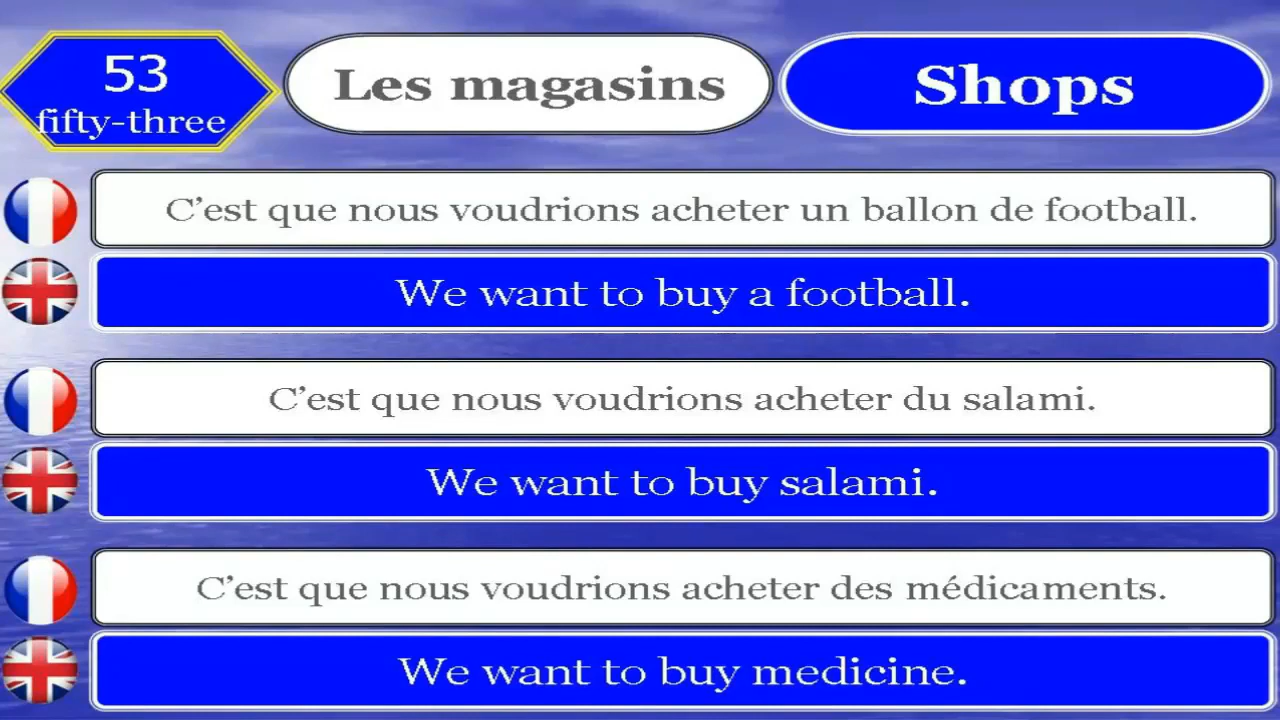 53
fifty-three
Les magasins
Shops
C’est que nous voudrions acheter un ballon de football.
We want to buy a football.
C’est que nous voudrions acheter du salami.
We want to buy salami.
C’est que nous voudrions acheter des médicaments.
We want to buy medicine.